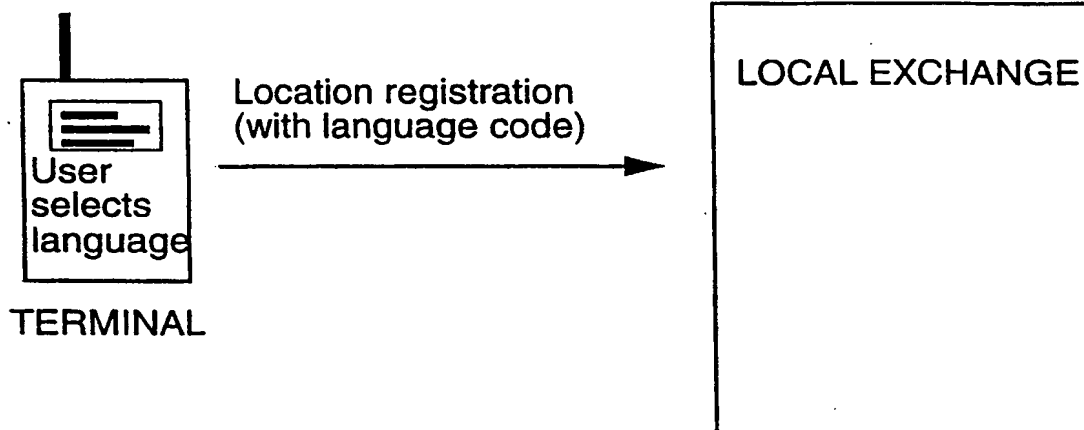 Location registration
(with language code)
LOCAL EXCHANGE
User
selects
language
TERMINAL